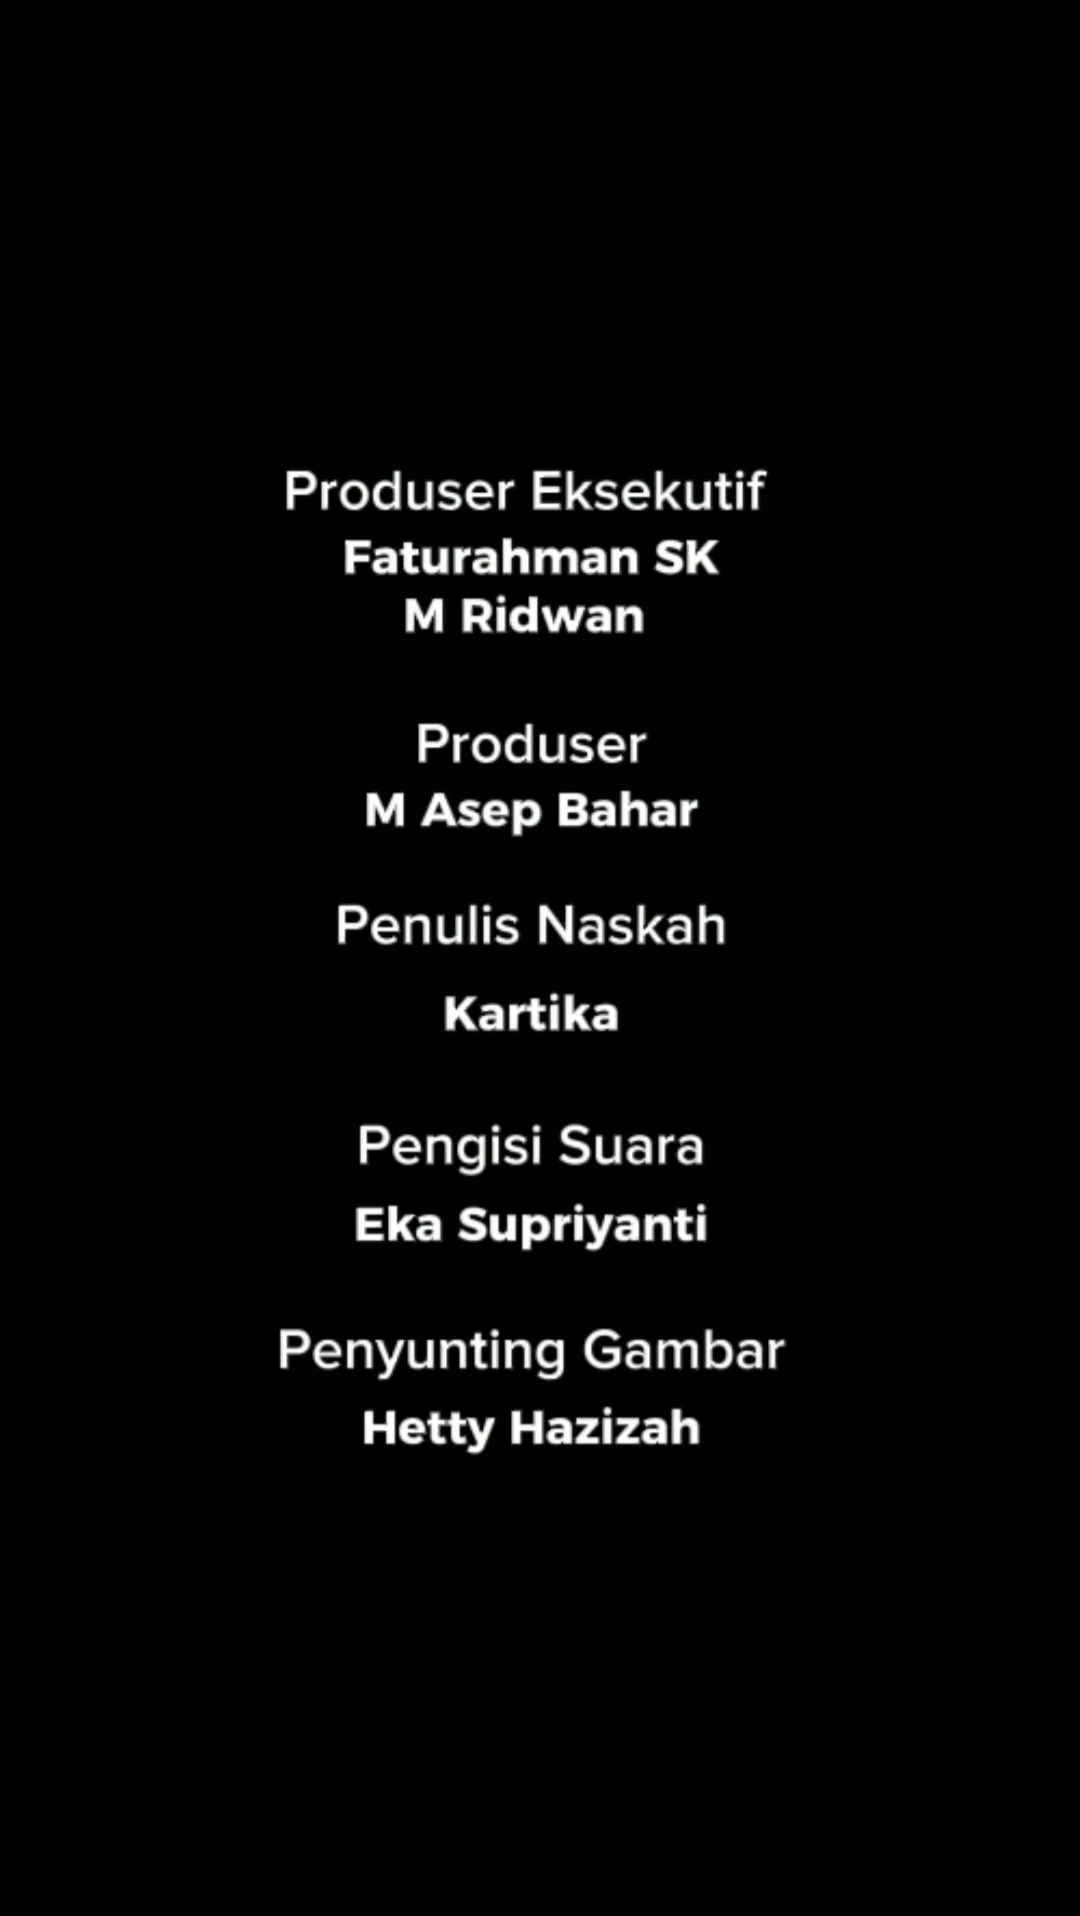 Produser Eksekutif
Faturahman SK
M Ridwan
Produser
M Asep Bahar
Penulis Naskah
Kartika
Pengisi Suara
Eka Supriyanti
Penyunting Gambar
Hetty Hazizah